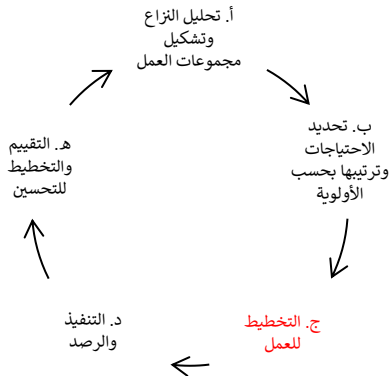 أ. تحليل النزاع
وتشكيل
مجموعات العمل
ب. تحديد
الاحتياجات
وترتيبها بحسب
الأولوية
ج. التخطيط
للعمل
د. التنفيذ
والرصد
هـ. التقييم
والتخطيط
للتحسين